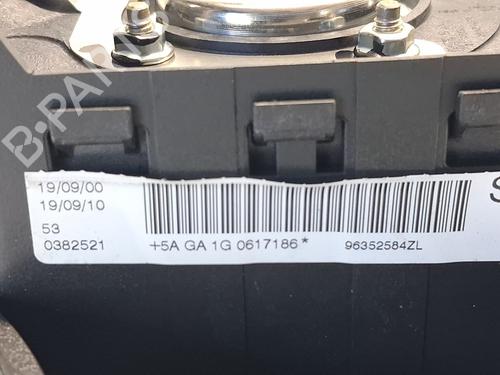 B-PARTS
19/09/00
19/09/10
53
0382521
+5A GA 1G 0617186*
96352584ZL
S